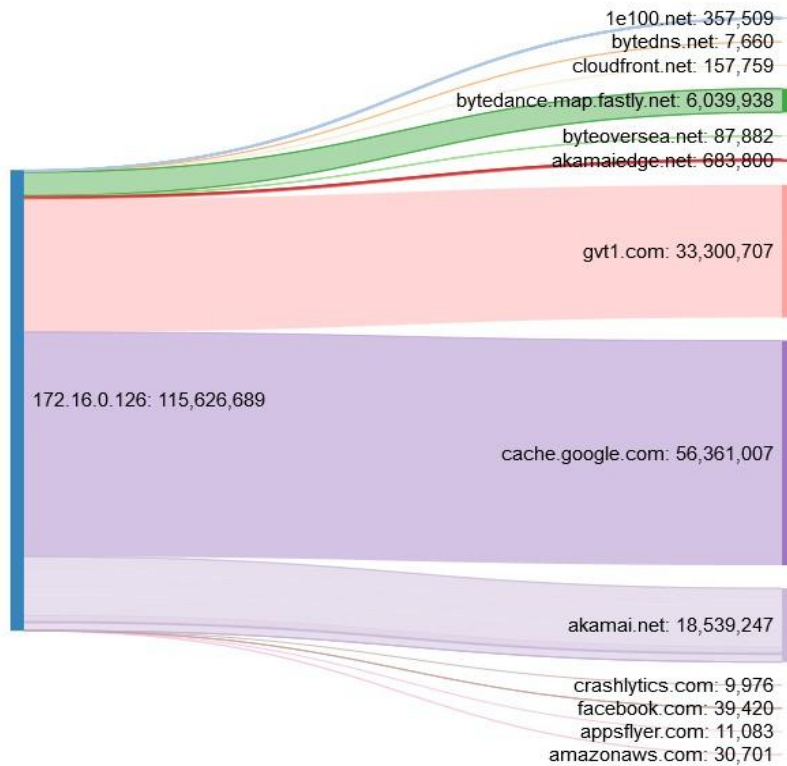 1e100.net: 357,509
bytedns.net: 7,660
cloudfront.net: 157,759
bytedance.map.fastly.net: 6,039,938
byteoversea.net: 87,882
akamaiedge.net: 683,800
gvt1.com: 33,300,707
172.16.0.126: 115,626,689
cache.google.com: 56,361,007
akamai.net: 18,539,247
crashlytics.com: 9,976
facebook.com: 39,420
appsflyer.com: 11,083
amazonaws.com: 30,701